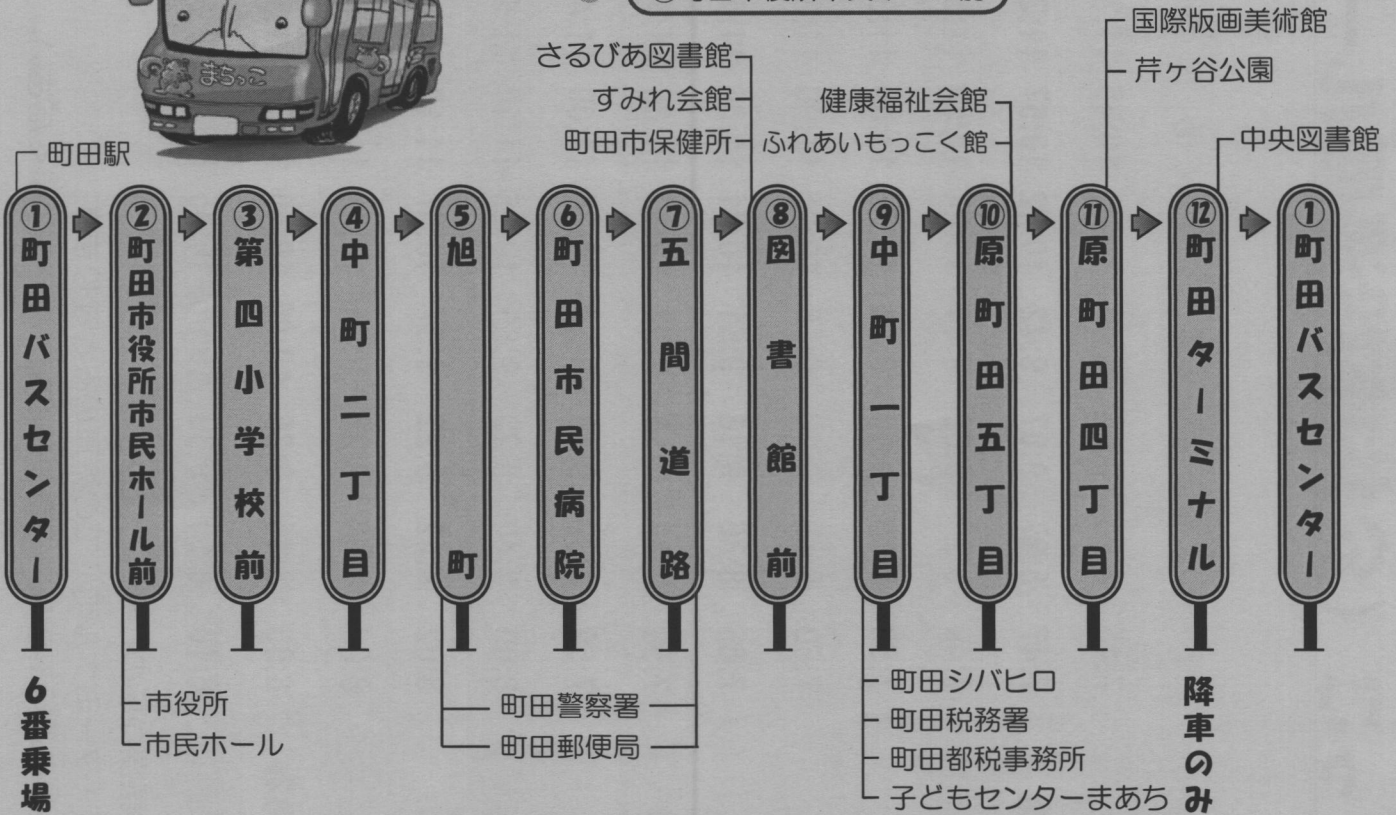 まちっこ
国際版画美術館
芹ヶ谷公園
さるびあ図書館
すみれ会館
町田市保健所
健康福祉会館
ふれあいもっこく館
町田駅
中央図書館
①町田バスセンター
②町田市役所市民ホール前
③第四小学校前
④中町二丁目
⑤旭町
⑥町田市民病院
⑦五間道路
⑧図書館前
⑨中町一丁目
⑩原町田五丁目
⑪原町田四丁目
⑫町田ターミナル
①町田バスセンター
6番乗場
市役所
市民ホール
町田警察署
町田郵便局
町田シバヒロ
町田税務署
町田都税事務所
子どもセンターまあち
降車のみ